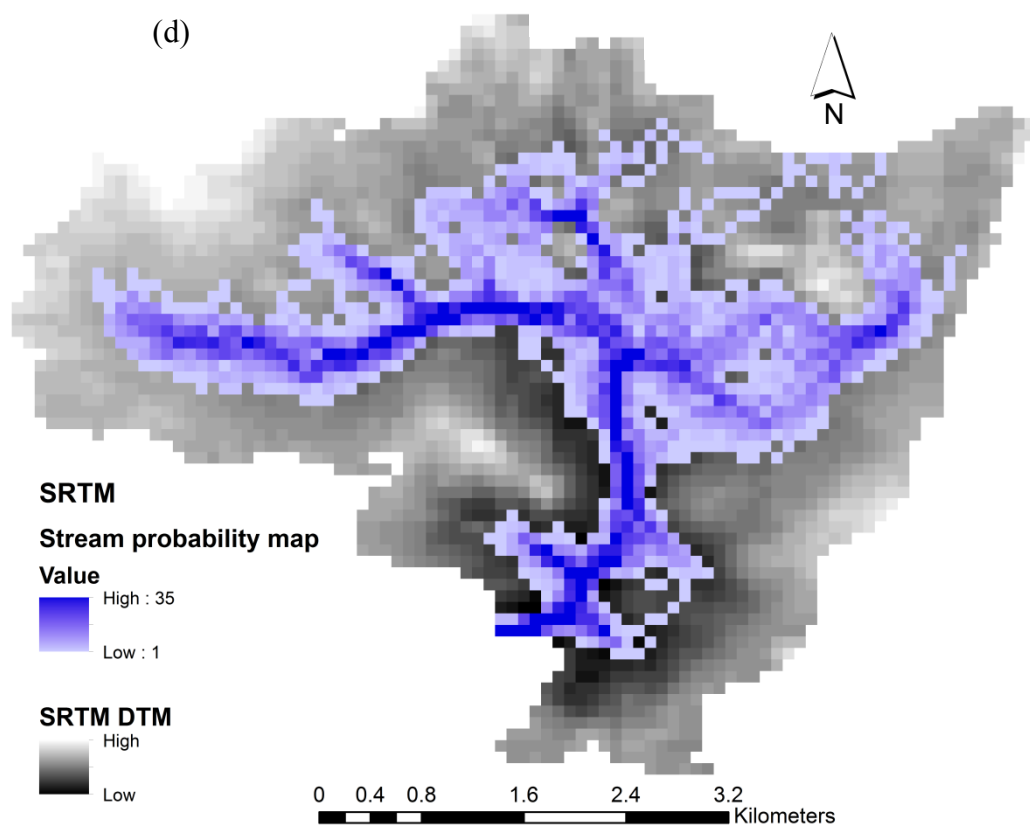 (d)
N
SRTM
Stream probability map
Value
High : 35
Low : 1
SRTM DTM
High
Low
0 0.4 0.8 1.6 2.4 3.2
Kilometers